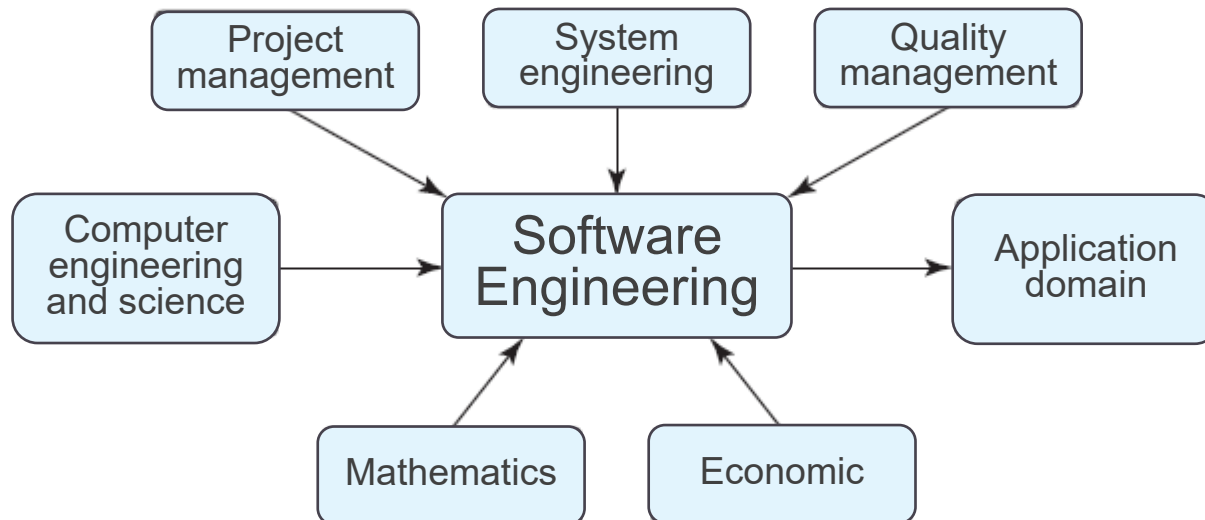 Project
management
System
engineering
Quality
management
Computer
engineering
and science
Software
Engineering
Application
domain
Mathematics
Economic